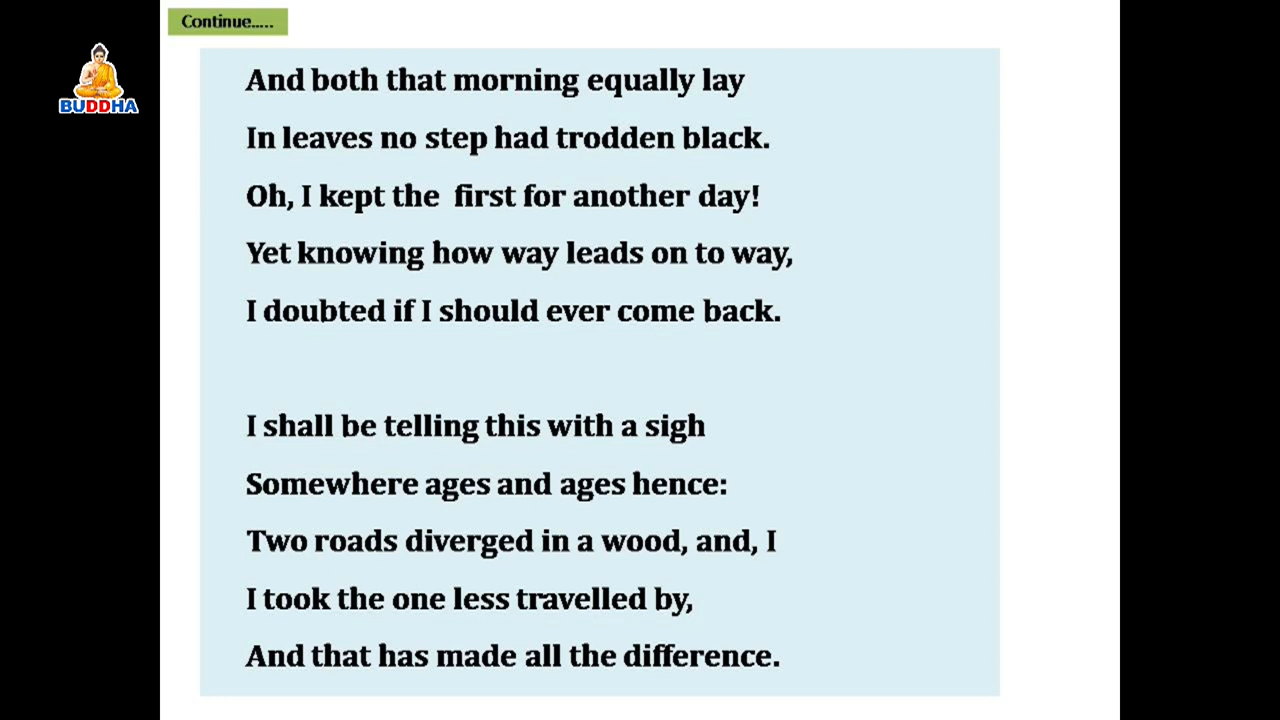 Continue.....
BUDDHA
And both that morning equally lay
In leaves no step had trodden black.
Oh, I kept the first for another day!
Yet knowing how way leads on to way,
I doubted if I should ever come back.
I shall be telling this with a sigh
Somewhere ages and ages hence:
Two roads diverged in a wood, and, I
I took the one less travelled by,
And that has made all the difference.